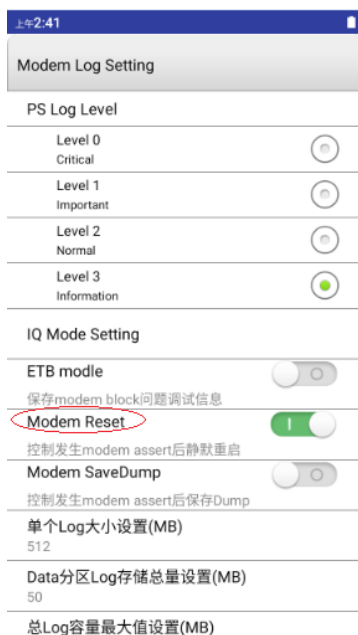 上午2:41
Modem Log Setting
PS Log Level
Level 0
Critical
Level 1
Important
Level 2
Normal
Level 3
Information
IQ Mode Setting
ETB modle
保存modem block问题调试信息
Modem Reset
控制发生modem assert后静默重启
Modem SaveDump
控制发生modem assert后保存Dump
单个Log大小设置(MB)
512
Data分区Log存储总量设置(MB)
50
总Log容量最大值设置(MB)